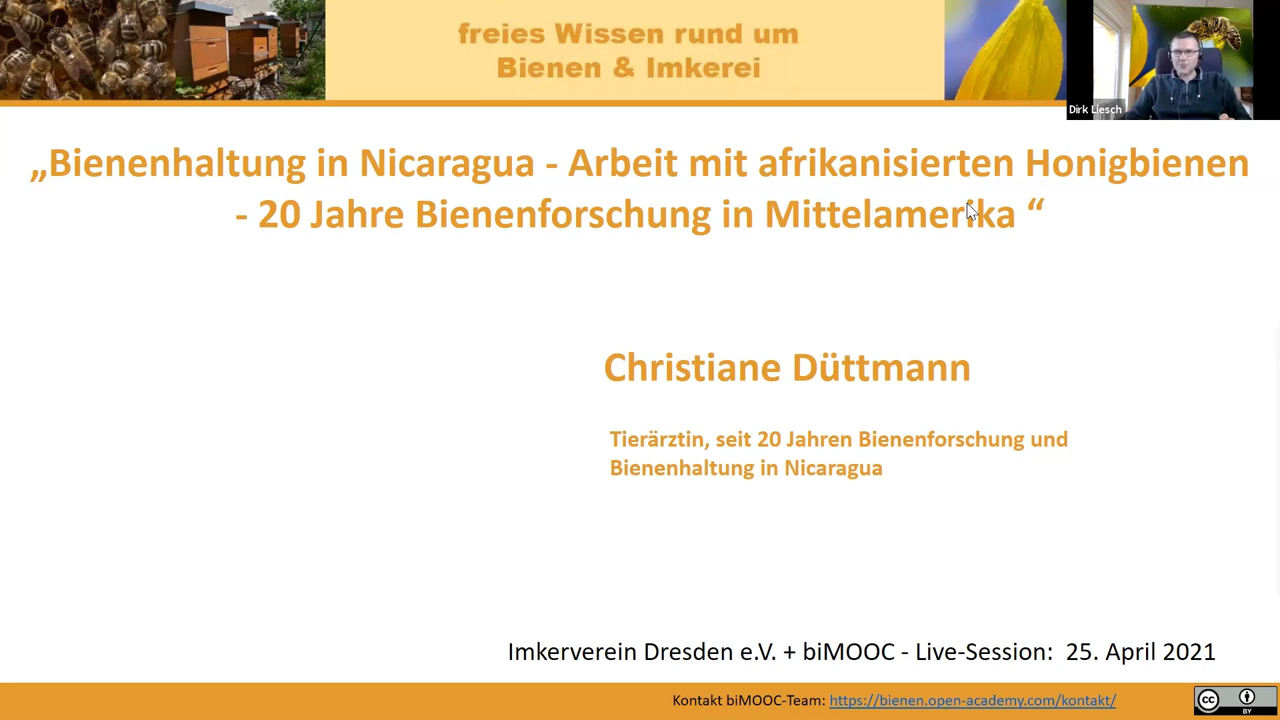 freies Wissen rund um
Bienen & Imkerei
Dirk Liesch
„Bienenhaltung in Nicaragua - Arbeit mit afrikanisierten Honigbienen
- 20 Jahre Bienenforschung in Mittelamerika “
Christiane Düttmann
Tierärztin, seit 20 Jahren Bienenforschung und
Bienenhaltung in Nicaragua
Imkerverein Dresden e.V. + biMOOC - Live-Session: 25. April 2021
Kontakt biMOOC-Team: https://bienen.open-academy.com/kontakt/
cc
BY